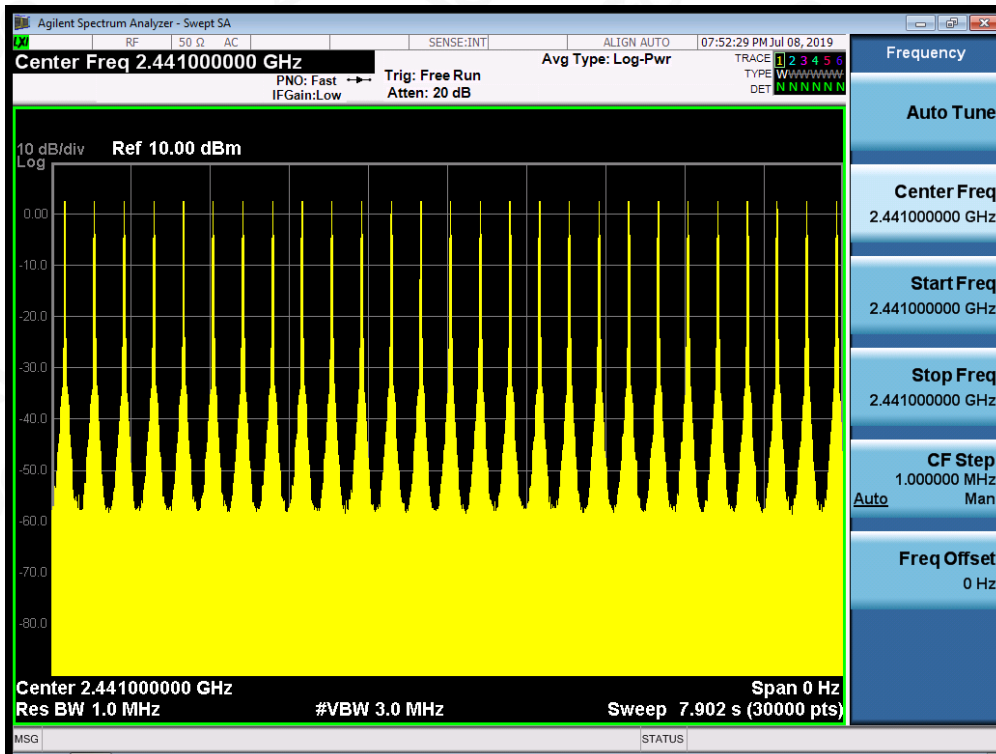 Agilent Spectrum Analyzer - Swept SA
LXI RF 50 Ω AC SENSE:INT ALIGN AUTO 07:52:29 PM Jul 08, 2019
Center Freq 2.441000000 GHz
PNO: Fast
IFGain:Low
Trig: Free Run
Atten: 20 dB
Avg Type: Log-Pwr
TRACE 1 2 3 4 5 6
TYPE WWWWWWW
DET N N N N N N
10 dB/div
Log
Ref 10.00 dBm
0.00
-10.0
-20.0
-30.0
-40.0
-50.0
-60.0
-70.0
-80.0
Center 2.441000000 GHz
Span 0 Hz
Res BW 1.0 MHz
#VBW 3.0 MHz
Sweep 7.902 s (30000 pts)
MSG
STATUS
Frequency
Auto Tune
Center Freq
2.441000000 GHz
Start Freq
2.441000000 GHz
Stop Freq
2.441000000 GHz
CF Step
1.000000 MHz
Auto Man
Freq Offset
0 Hz